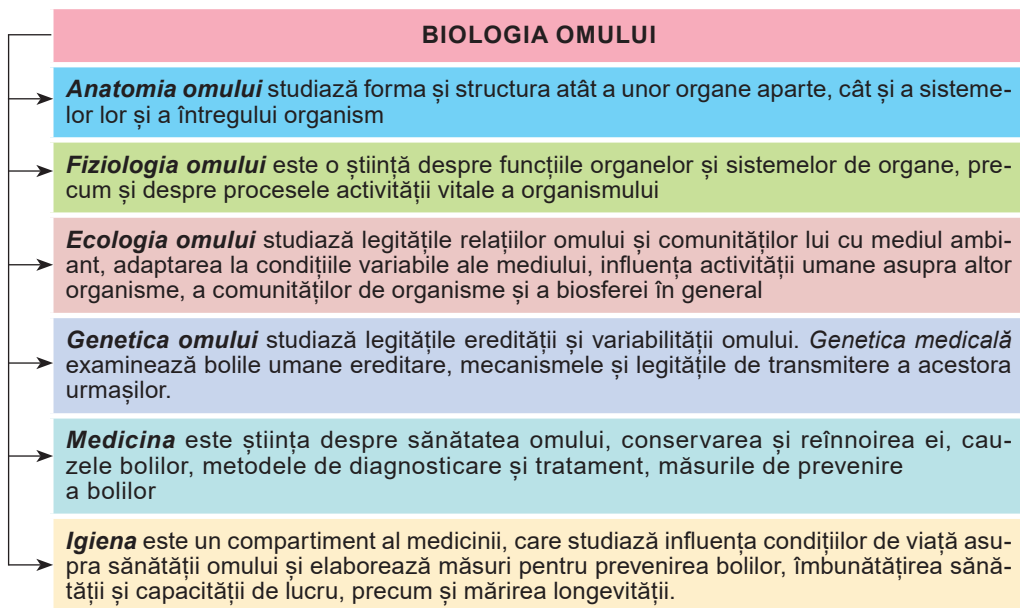 BIOLOGIA OMULUI
Anatomia omului studiază forma și structura atât a unor organe aparte, cât și a sisteme-
lor lor și a întregului organism
Fiziologia omului este o știință despre funcțiile organelor și sistemelor de organe, pre-
cum și despre procesele activității vitale a organismului
Ecologia omului studiază legitățile relațiilor omului și comunităților lui cu mediul ambi-
ant, adaptarea la condițiile variabile ale mediului, influența activității umane asupra altor
organisme, a comunităților de organisme și a biosferei în general
Genetica omului studiază legitățile eredității și variabilității omului. Genetica medicală
examinează bolile umane ereditare, mecanismele și legitățile de transmitere a acestora
urmașilor.
Medicina este știința despre sănătatea omului, conservarea și reînnoirea ei, cau-
zele bolilor, metodele de diagnosticare și tratament, măsurile de prevenire
a bolilor
Igiena este un compartiment al medicinii, care studiază influența condițiilor de viață asu-
pra sănătății omului și elaborează măsuri pentru prevenirea bolilor, îmbunătățirea sănă-
tății și capacității de lucru, precum și mărirea longevității.